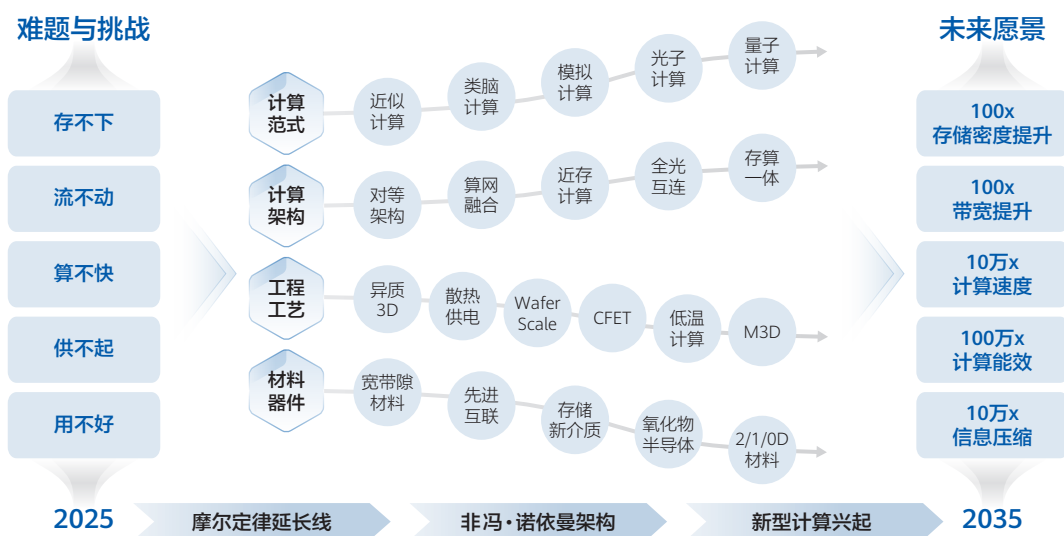 难题与挑战
存不下
流不动
算不快
供不起
用不好
2025
计算
范式
近似
计算
类脑
计算
模拟
计算
光子
计算
量子
计算
计算
架构
对等
架构
算网
融合
近存
计算
全光
互连
存算
一体
工程
工艺
异质
3D
散热
供电
Wafer
Scale
CFET
低温
计算
M3D
材料
器件
宽带隙
材料
先进
互联
存储
新介质
氧化物
半导体
2/1/0D
材料
未来愿景
100x
存储密度提升
100x
带宽提升
10万x
计算速度
100万x
计算能效
10万x
信息压缩
摩尔定律延长线
非冯·诺依曼架构
新型计算兴起
2035